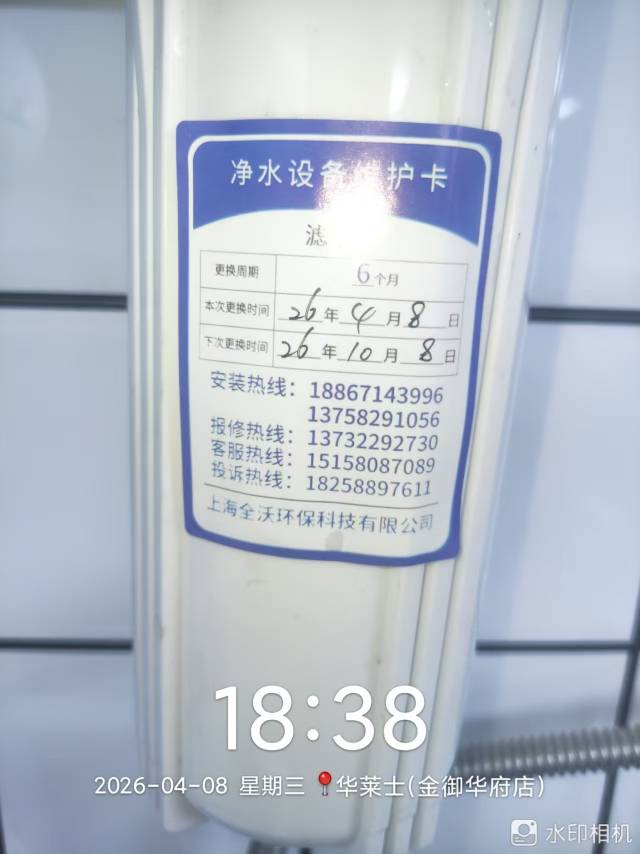 净水设备维护卡
滤
更换周期 6个月
本次更换时间 26年4月8日
下次更换时间 26年10月8日
安装热线：18867143996
13758291056
报修热线：13732292730
客服热线：15158087089
投诉热线：18258897611
上海全沃环保科技有限公司
18:38
2026-04-08 星期三 📍华莱士(金御华府店)
水印相机